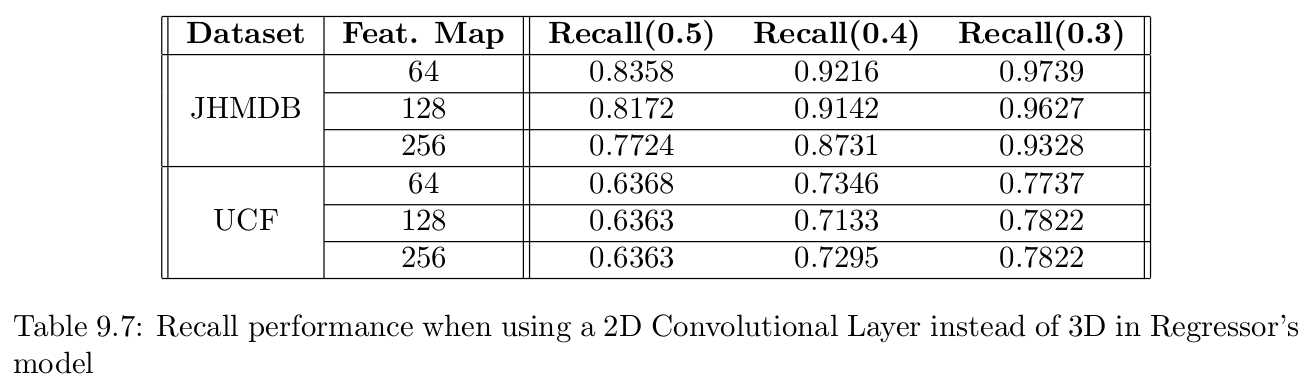 Dataset Feat. Map Recall(0.5) Recall(0.4) Recall(0.3)
64 0.8358 0.9216 0.9739
JHMDB 128 0.8172 0.9142 0.9627
256 0.7724 0.8731 0.9328
64 0.6368 0.7346 0.7737
UCF 128 0.6363 0.7133 0.7822
256 0.6363 0.7295 0.7822
Table 9.7: Recall performance when using a 2D Convolutional Layer instead of 3D in Regressor's
model